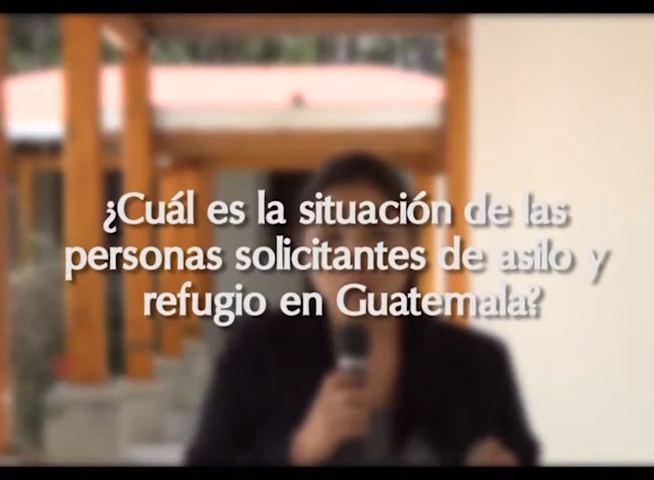 ¿Cuál es la situación de las
personas solicitantes de asilo y
refugio en Guatemala?